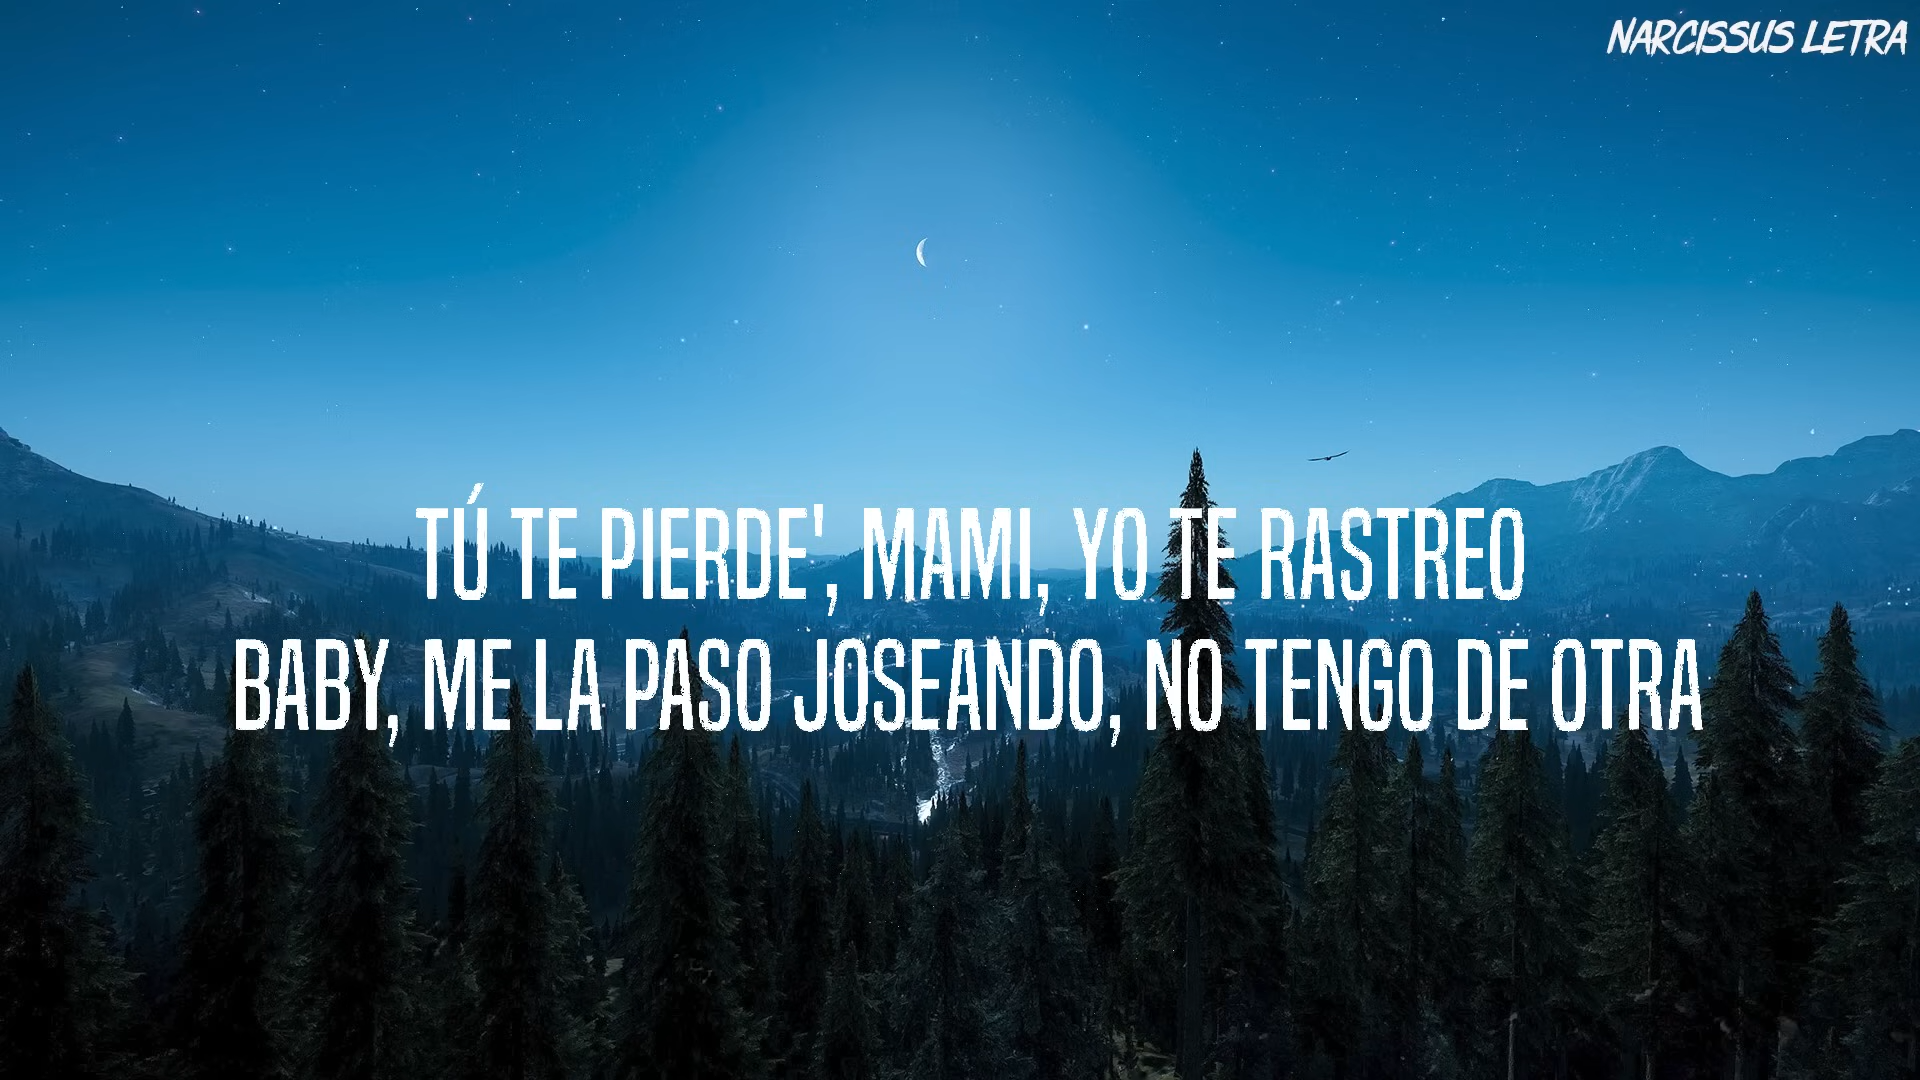 NARCISSUS LETRA
TÚ TE PIERDE', MAMI, YO TE RASTREO
BABY, ME LA PASO JOSEANDO, NO TENGO DE OTRA